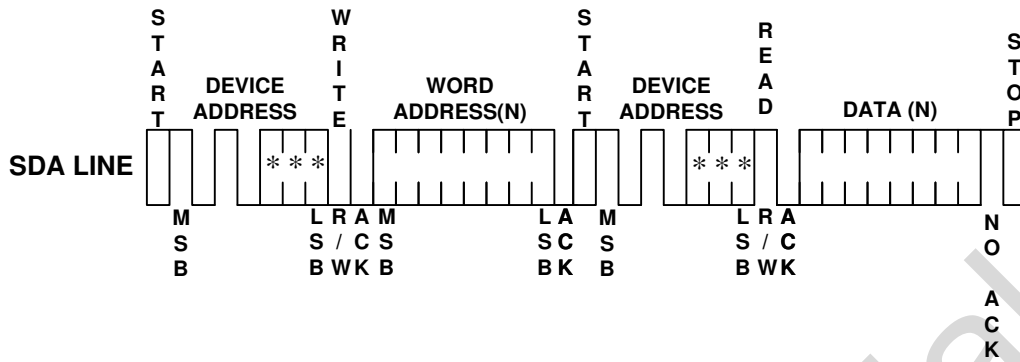 START
WRITE
START
READ
STOP
DEVICE
ADDRESS
WORD
ADDRESS(N)
DEVICE
ADDRESS
DATA (N)
SDA LINE
* * *
* * *
MSB
LSB
R/W
ACK
MSB
LSB
ACK
MSB
LSB
R/W
ACK
NO ACK